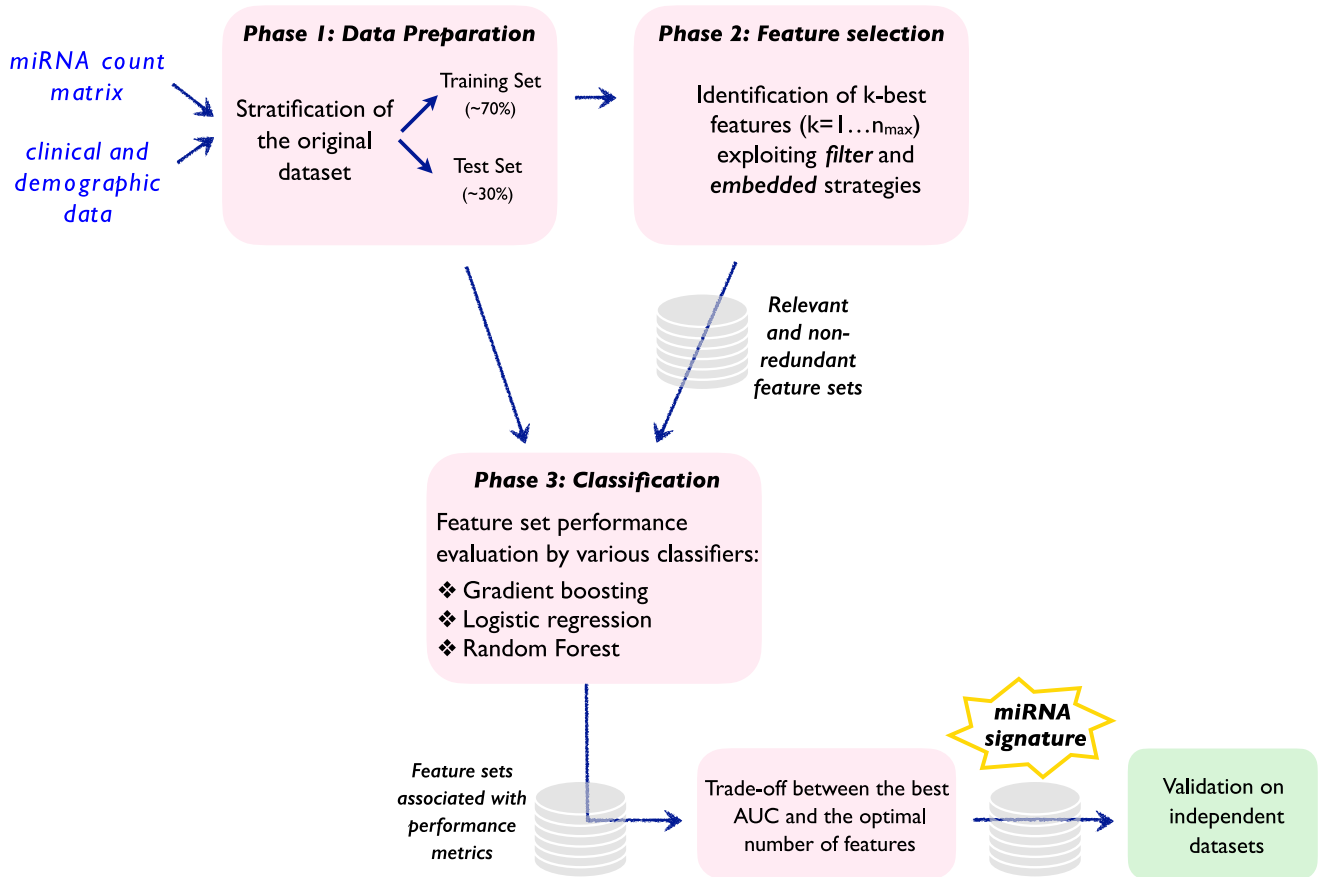 miRNA count
matrix
clinical and
demographic
data
Phase 1: Data Preparation
Stratification of
the original
dataset
Training Set
(~70%)
Test Set
(~30%)
Phase 2: Feature selection
Identification of k-best
features (k=1…nmax)
exploiting filter and
embedded strategies
Relevant
and non-
redundant
feature sets
Phase 3: Classification
Feature set performance
evaluation by various classifiers:
❖ Gradient boosting
❖ Logistic regression
❖ Random Forest
Feature sets
associated with
performance
metrics
Trade-off between the best
AUC and the optimal
number of features
miRNA
signature
Validation on
independent
datasets